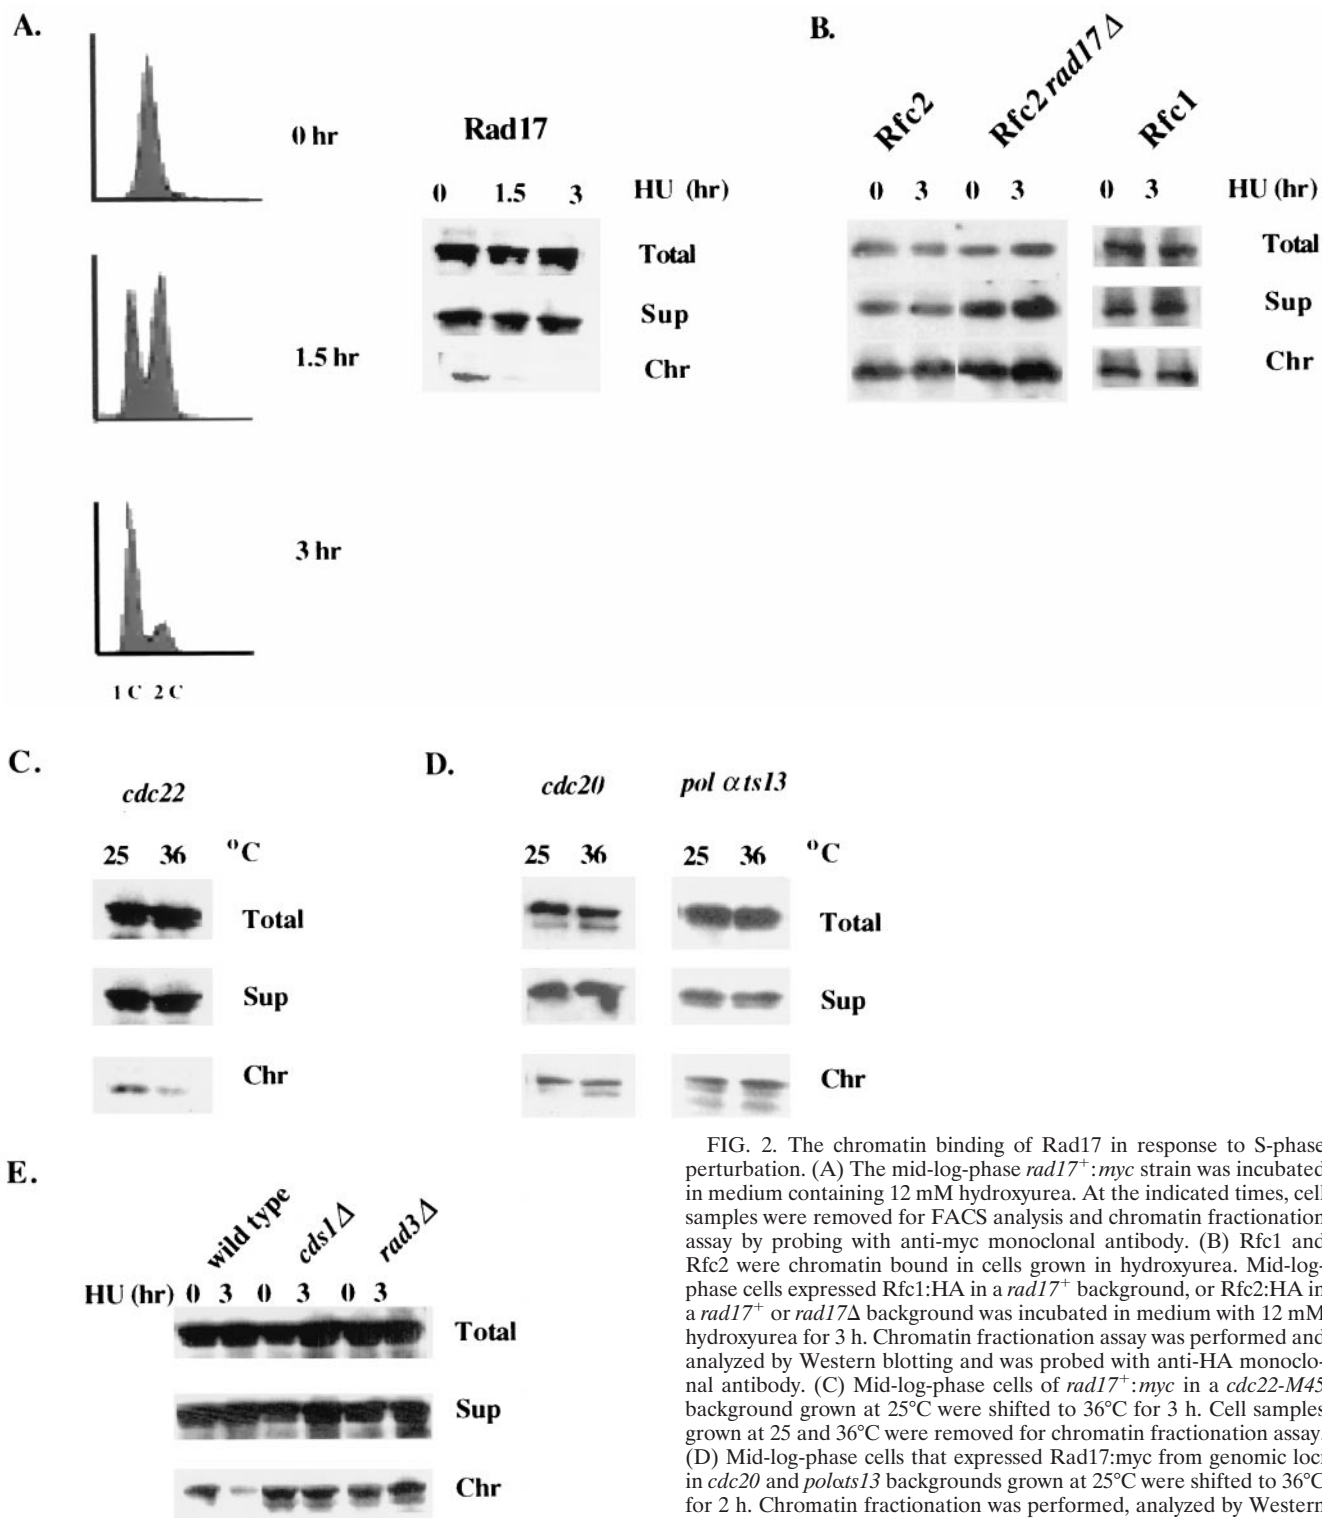 A.
0 hr
1.5 hr
3 hr
1 C 2 C
Rad17
0 1.5 3 HU (hr)
Total
Sup
Chr
B.
Rfc2 Rfc2 rad17 Δ Rfc1
0 3 0 3 0 3 HU (hr)
Total
Sup
Chr
C.
cdc22
25 36 °C
Total
Sup
Chr
D.
cdc20 pol α ts13
25 36 25 36 °C
Total
Sup
Chr
E.
wild type cds1 Δ rad3 Δ
HU (hr) 0 3 0 3 0 3
Total
Sup
Chr
FIG. 2. The chromatin binding of Rad17 in response to S-phase
perturbation. (A) The mid-log-phase rad17⁺:myc strain was incubated
in medium containing 12 mM hydroxyurea. At the indicated times, cell
samples were removed for FACS analysis and chromatin fractionation
assay by probing with anti-myc monoclonal antibody. (B) Rfc1 and
Rfc2 were chromatin bound in cells grown in hydroxyurea. Mid-log-
phase cells expressed Rfc1:HA in a rad17⁺ background, or Rfc2:HA in
a rad17⁺ or rad17Δ background was incubated in medium with 12 mM
hydroxyurea for 3 h. Chromatin fractionation assay was performed and
analyzed by Western blotting and was probed with anti-HA monoclo-
nal antibody. (C) Mid-log-phase cells of rad17⁺:myc in a cdc22-M45
background grown at 25°C were shifted to 36°C for 3 h. Cell samples
grown at 25 and 36°C were removed for chromatin fractionation assay.
(D) Mid-log-phase cells that expressed Rad17:myc from genomic loci
in cdc20 and polαts13 backgrounds grown at 25°C were shifted to 36°C
for 2 h. Chromatin fractionation was performed, analyzed by Western